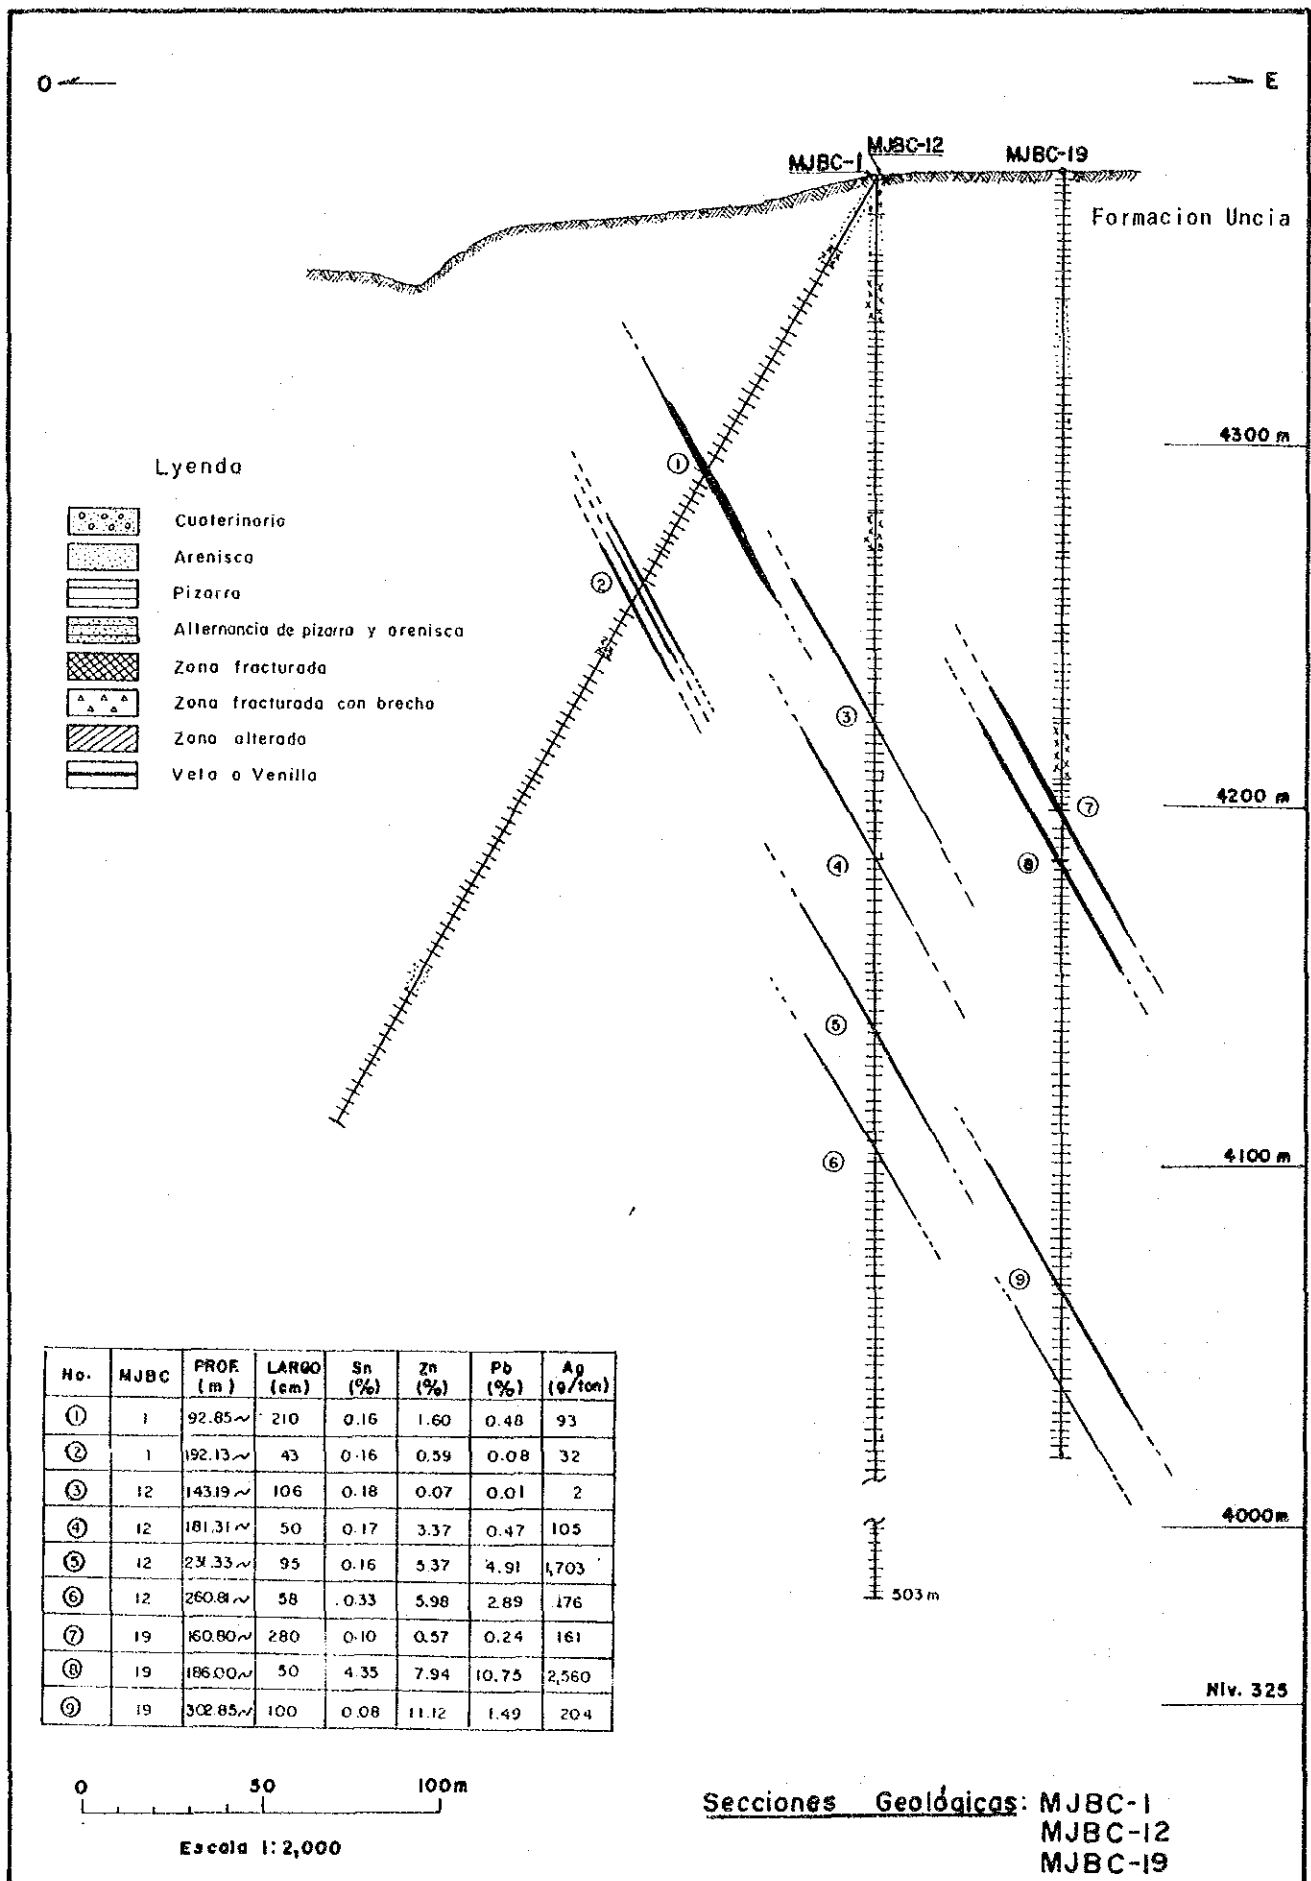 O E
MJBC-1 MJBC-12 MJBC-19
Formacion Uncia
4300 m
4200 m
4100 m
4000m
Niv. 325
503 m
① ② ③ ④ ⑤ ⑥ ⑦ ⑧ ⑨
Lyenda
Cuaterinario
Arenisca
Pizarra
Alternancia de pizarra y arenisca
Zona fracturada
Zona fracturada con brecha
Zona alterada
Veta o Venilla
No. MJBC PROF. (m) LARGO (cm) Sn (%) Zn (%) Pb (%) Ag (g/ton)
① 1 92.85~ 210 0.16 1.60 0.48 93
② 1 192.13~ 43 0.16 0.59 0.08 32
③ 12 143.19~ 106 0.18 0.07 0.01 2
④ 12 181.31~ 50 0.17 3.37 0.47 105
⑤ 12 95 0.16 5.37 4.91 1,703
⑥ 12 260.81~ 58 0.33 5.98 2.89 176
⑦ 19 160.80~ 280 0.10 0.57 0.24 161
⑧ 19 186.00~ 50 4.35 7.94 10.75 2,560
⑨ 19 302.85~ 100 0.08 11.12 1.49 204
0 50 100m
Escala 1:2,000
Secciones Geológicas: MJBC-1
MJBC-12
MJBC-19